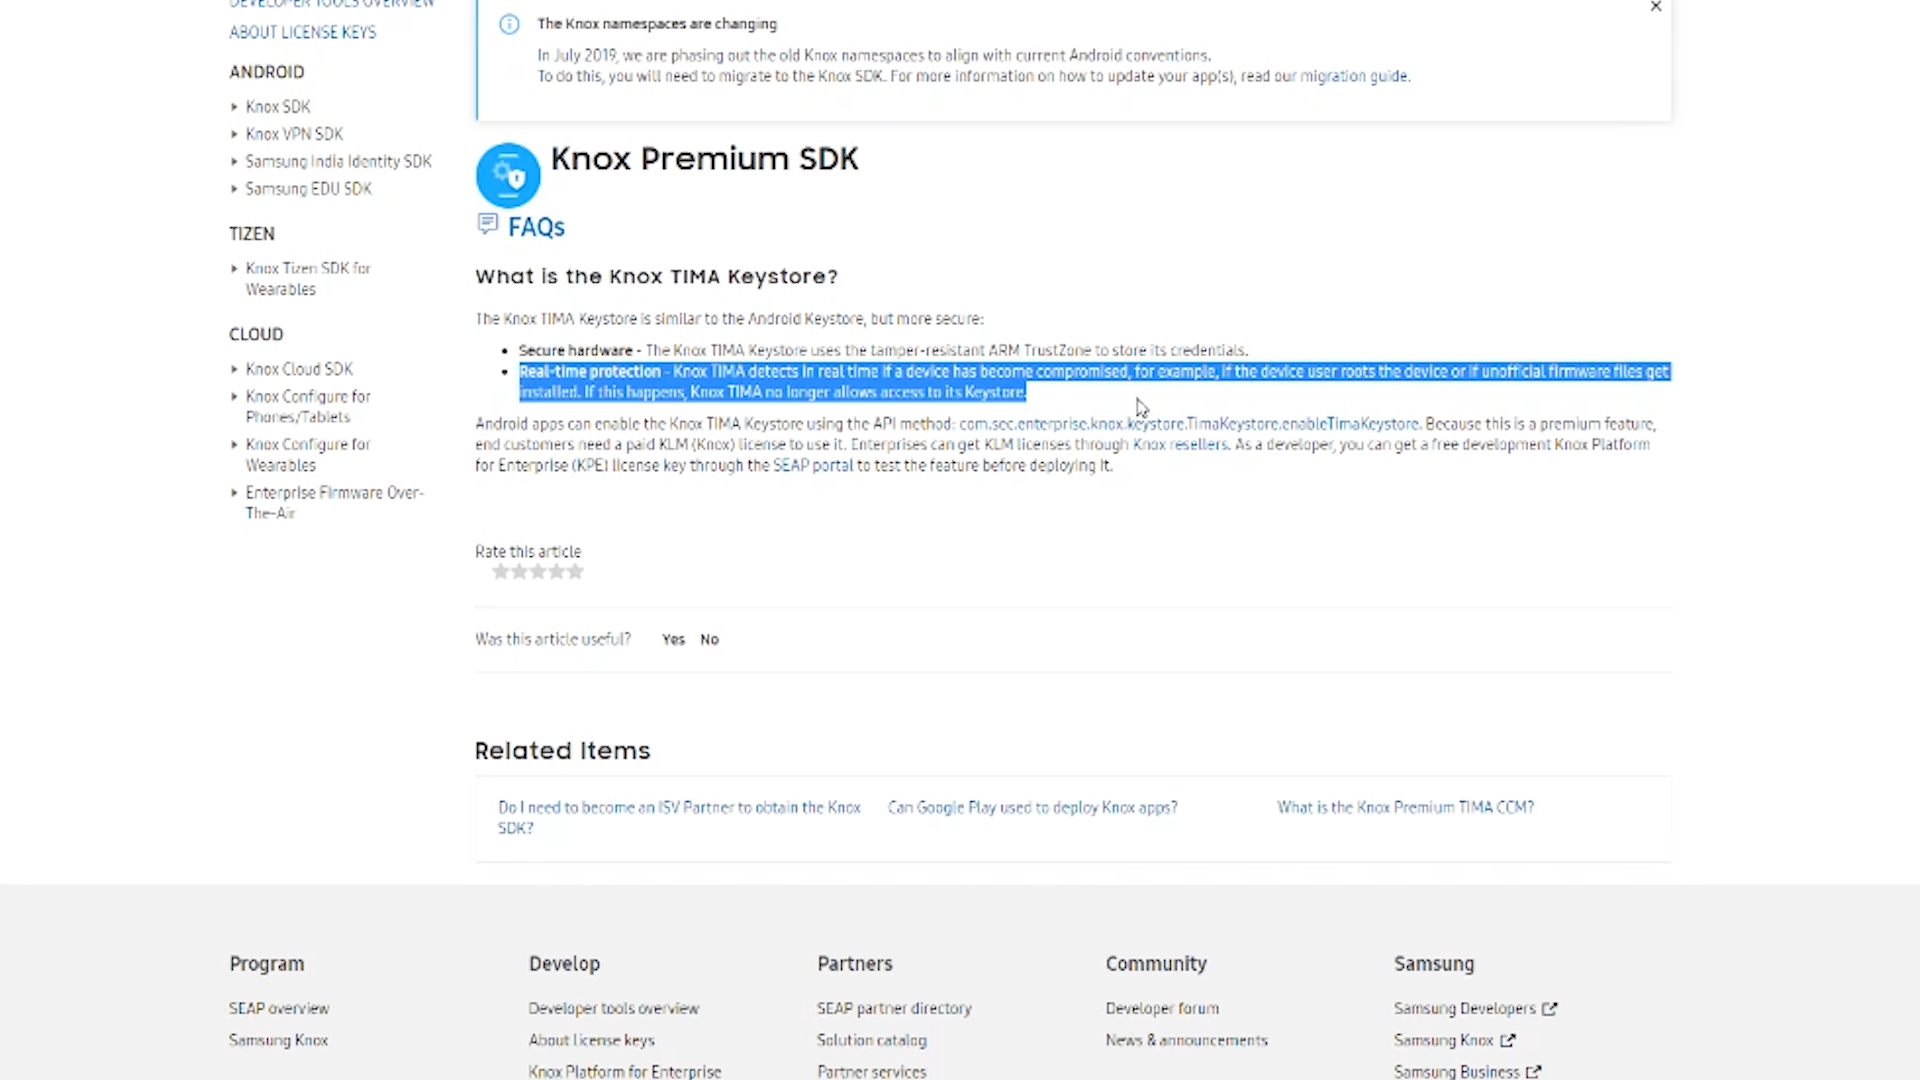 DEVELOPER TOOLS OVERVIEW
ABOUT LICENSE KEYS
ANDROID
Knox SDK
Knox VPN SDK
Samsung India Identity SDK
Samsung EDU SDK
TIZEN
Knox Tizen SDK for
Wearables
CLOUD
Knox Cloud SDK
Knox Configure for
Phones/Tablets
Knox Configure for
Wearables
Enterprise Firmware Over-
The-Air
The Knox namespaces are changing
In July 2019, we are phasing out the old Knox namespaces to align with current Android conventions.
To do this, you will need to migrate to the Knox SDK. For more information on how to update your app(s), read our migration guide.
Knox Premium SDK
FAQs
What is the Knox TIMA Keystore?
The Knox TIMA Keystore is similar to the Android Keystore, but more secure:
• Secure hardware - The Knox TIMA Keystore uses the tamper-resistant ARM TrustZone to store its credentials.
• Real-time protection - Knox TIMA detects in real time if a device has become compromised, for example, if the device user roots the device or if unofficial firmware files get
installed. If this happens, Knox TIMA no longer allows access to its Keystore.
Android apps can enable the Knox TIMA Keystore using the API method: com.sec.enterprise.knox.keystore.TimaKeystore.enableTimaKeystore. Because this is a premium feature,
end customers need a paid KLM (Knox) license to use it. Enterprises can get KLM licenses through Knox resellers. As a developer, you can get a free development Knox Platform
for Enterprise (KPE) license key through the SEAP portal to test the feature before deploying it.
Rate this article
Was this article useful? Yes No
Related Items
Do I need to become an ISV Partner to obtain the Knox
SDK?
Can Google Play used to deploy Knox apps?
What is the Knox Premium TIMA CCM?
Program
SEAP overview
Samsung Knox
Develop
Developer tools overview
About license keys
Knox Platform for Enterprise
Partners
SEAP partner directory
Solution catalog
Partner services
Community
Developer forum
News & announcements
Samsung
Samsung Developers
Samsung Knox
Samsung Business